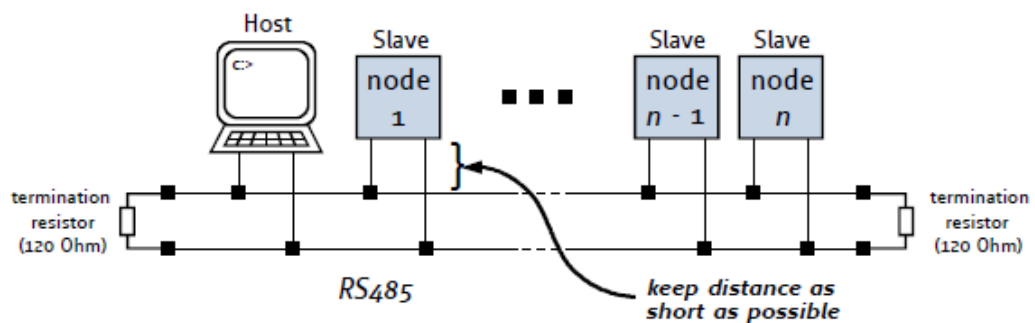 Host
C:>
Slave
node
1
Slave
node
n - 1
Slave
node
n
termination
resistor
(120 Ohm)
termination
resistor
(120 Ohm)
RS485
keep distance as
short as possible